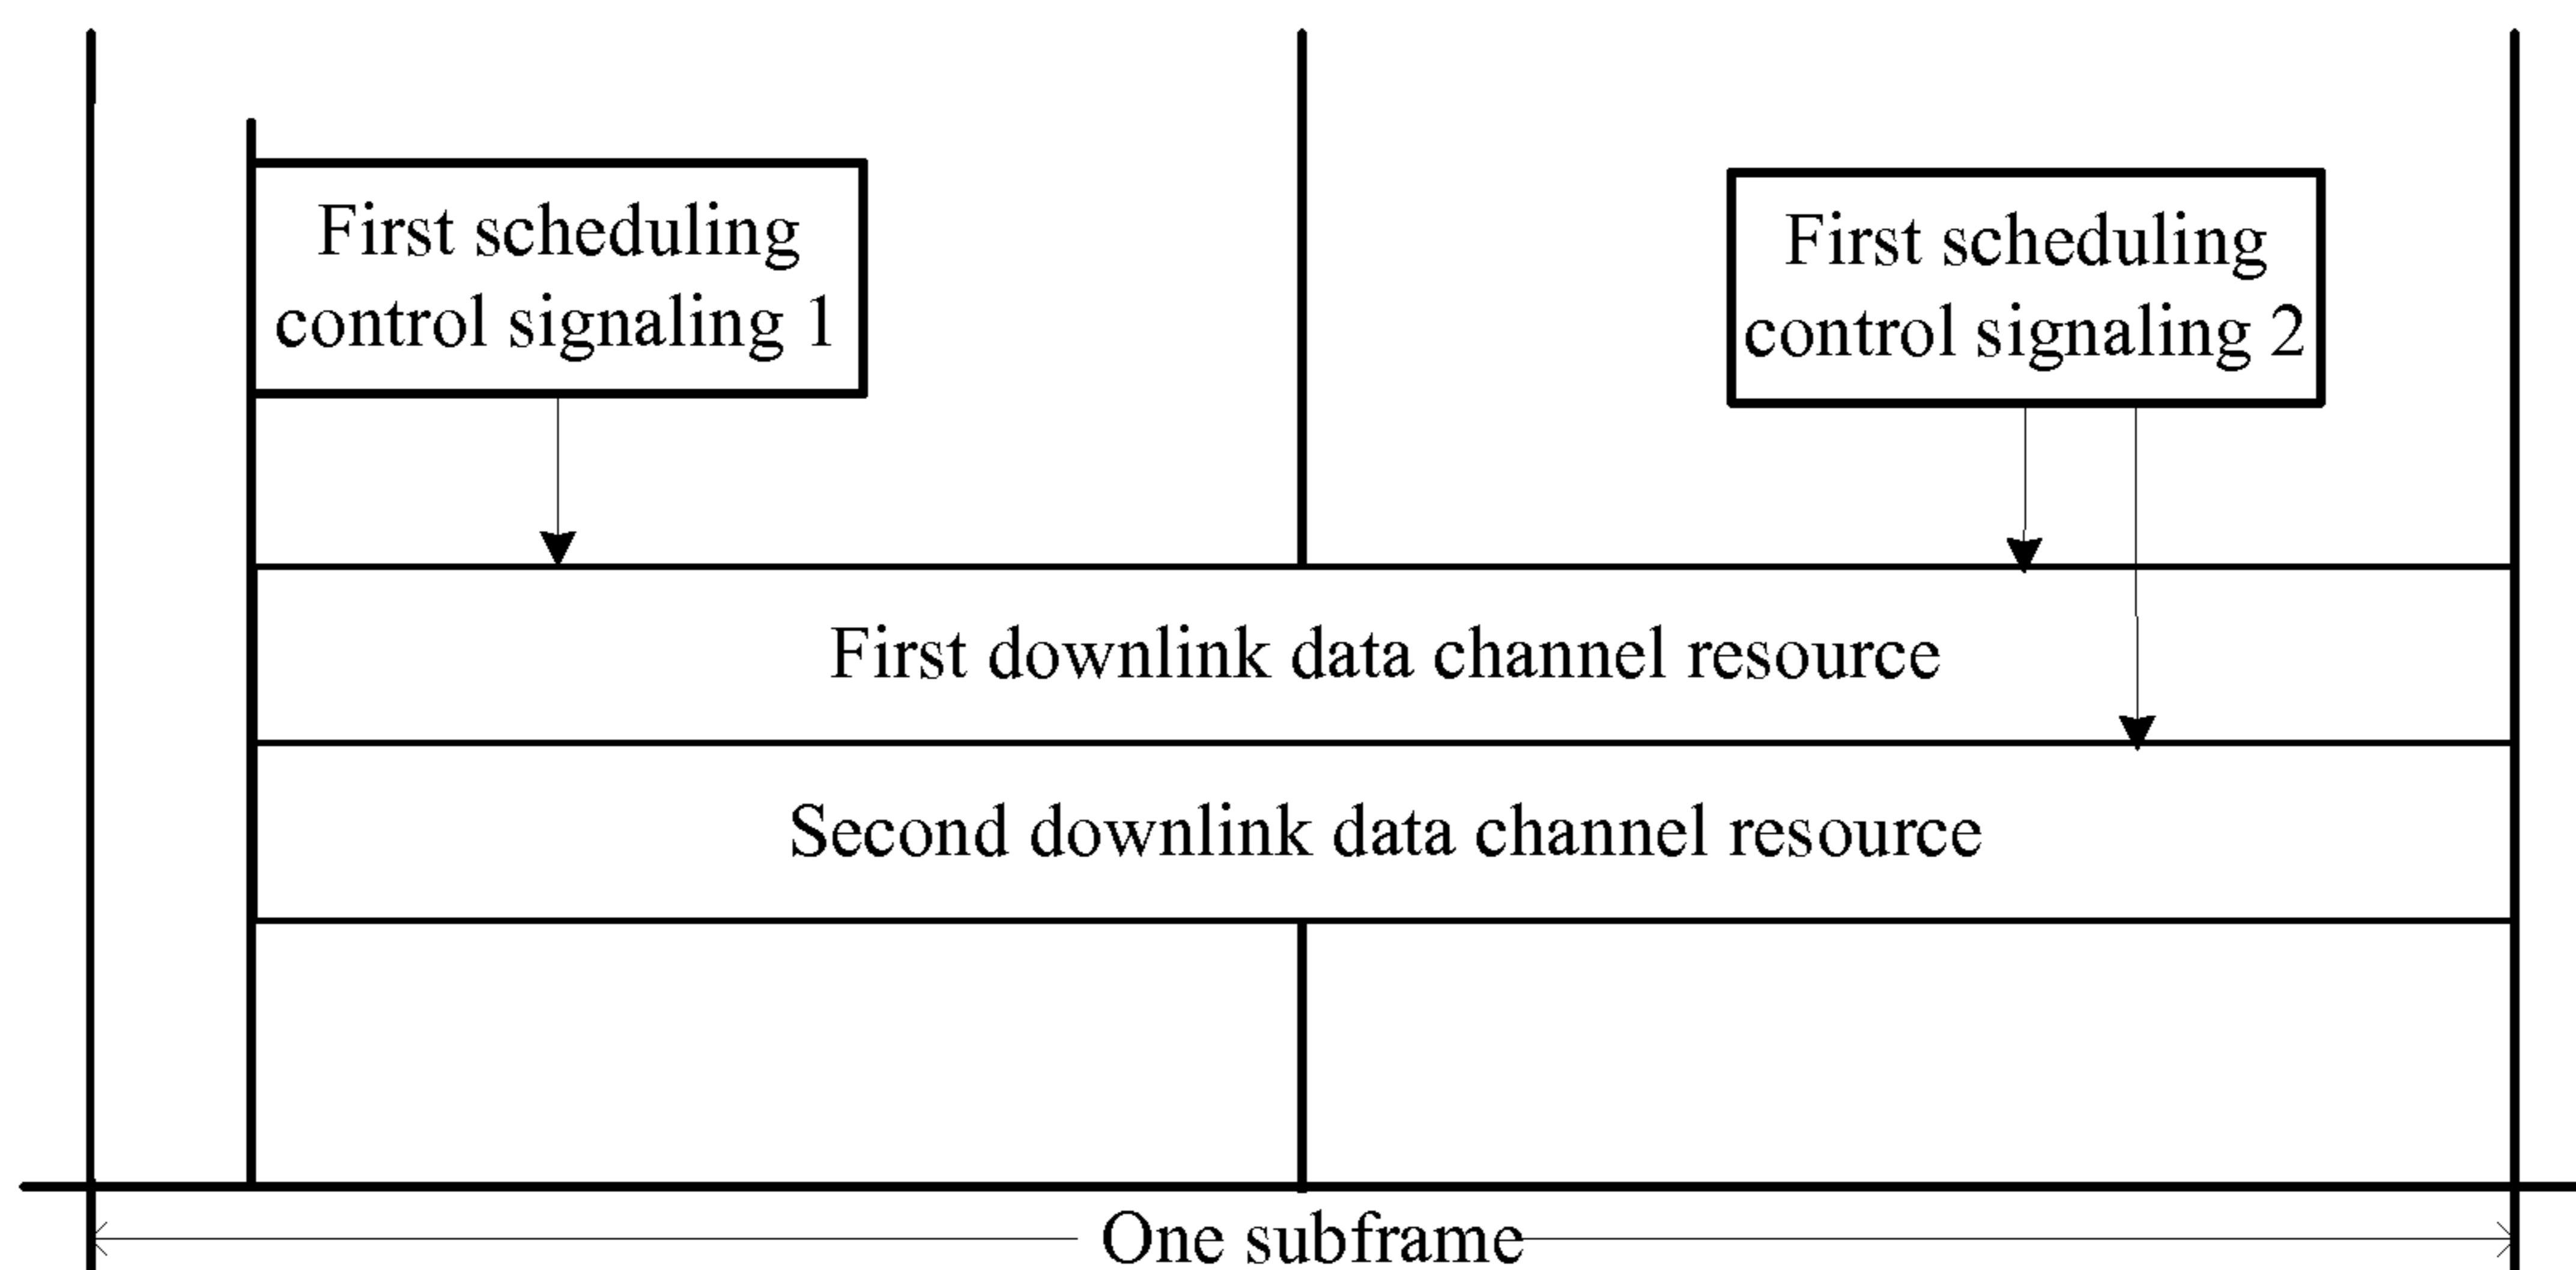 First scheduling
control signaling 1
First scheduling
control signaling 2
First downlink data channel resource
Second downlink data channel resource
One subframe